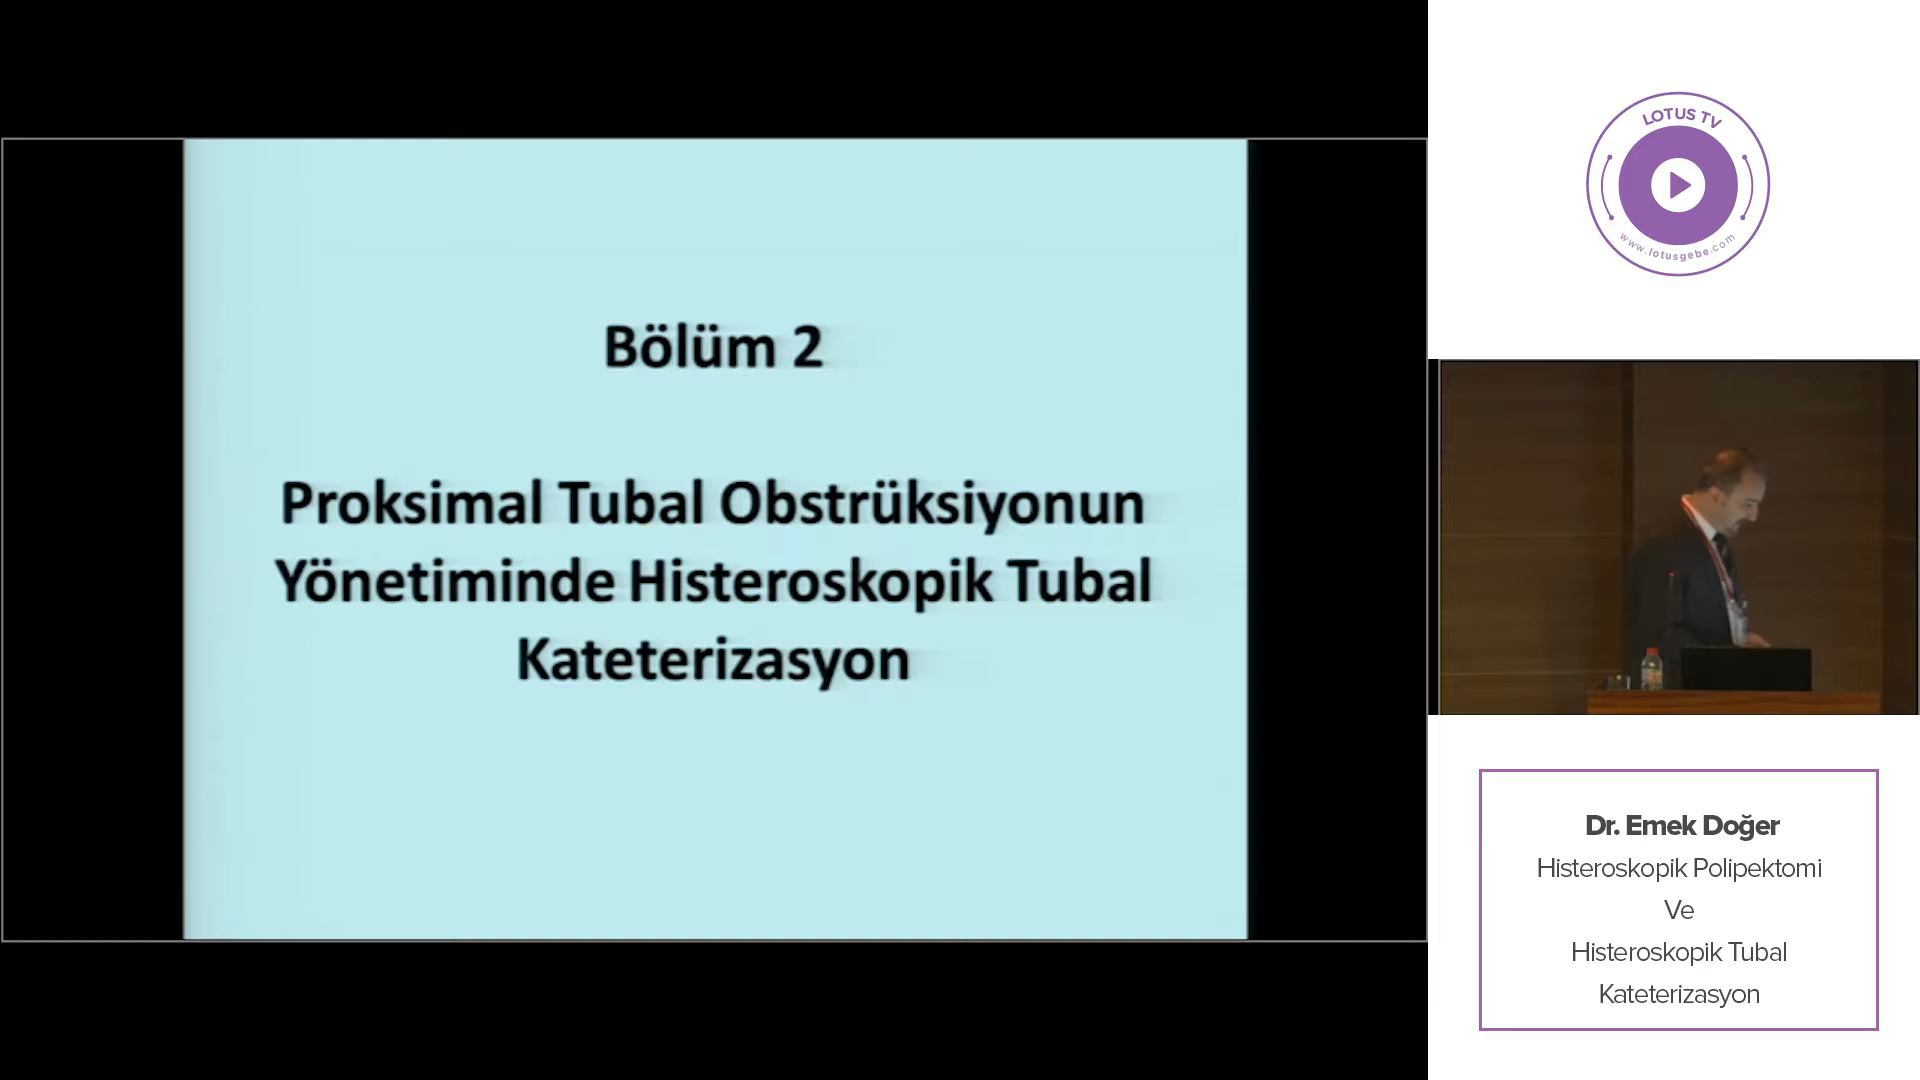 Bölüm 2
Proksimal Tubal Obstrüksiyonun
Yönetiminde Histeroskopik Tubal
Kateterizasyon
LOTUS TV
www.lotusgebe.com
Dr. Emek Doğer
Histeroskopik Polipektomi
Ve
Histeroskopik Tubal
Kateterizasyon